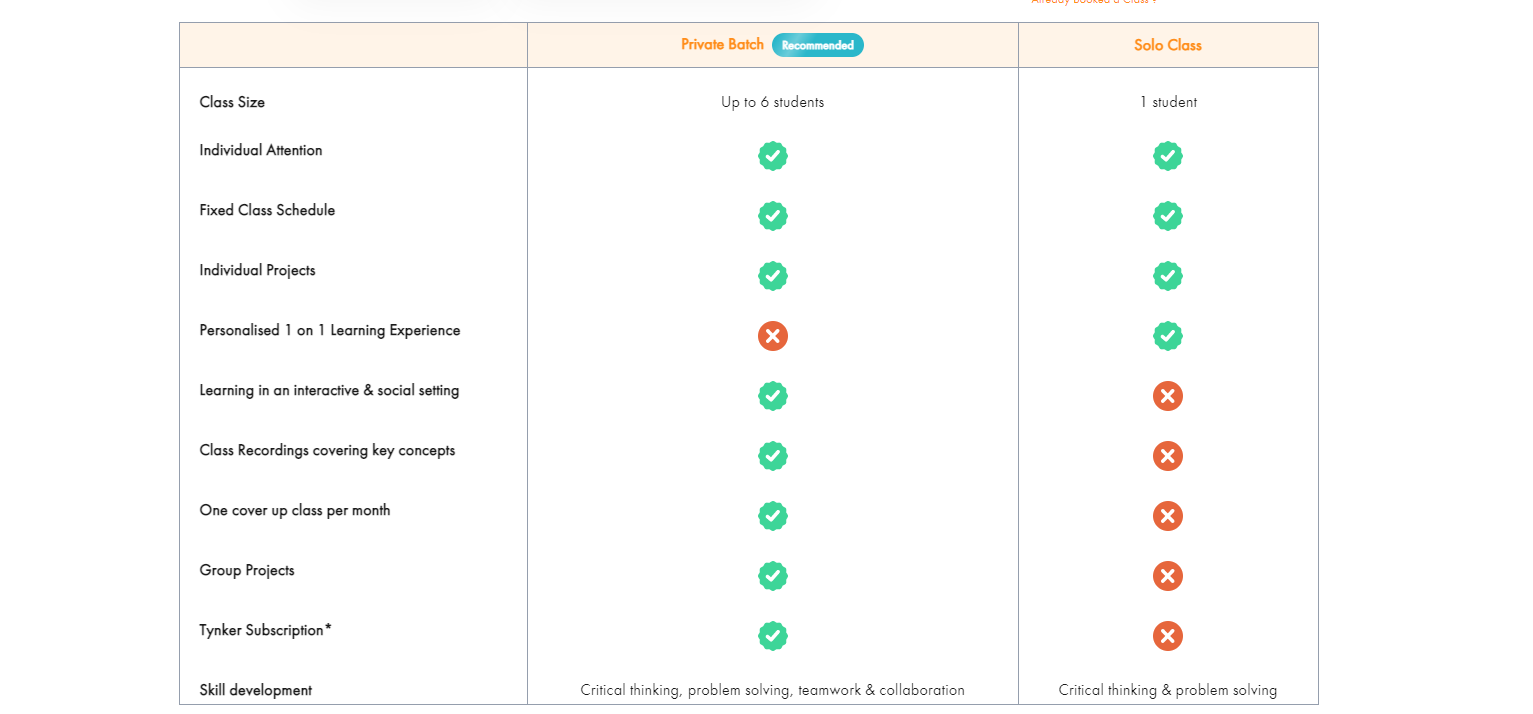 Already booked a Class ?
Private Batch Recommended Solo Class
Class Size Up to 6 students 1 student
Individual Attention
Fixed Class Schedule
Individual Projects
Personalised 1 on 1 Learning Experience
Learning in an interactive & social setting
Class Recordings covering key concepts
One cover up class per month
Group Projects
Tynker Subscription*
Skill development Critical thinking, problem solving, teamwork & collaboration Critical thinking & problem solving